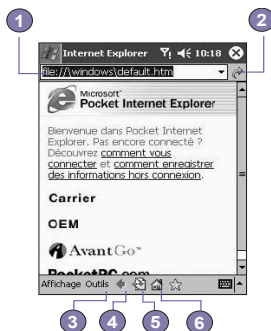 1
2
Internet Explorer 10:18
file://\windows\default.htm
Microsoft®
Pocket Internet Explorer
Bienvenue dans Pocket Internet
Explorer. Pas encore connecté ?
Découvrez comment vous
connecter et comment enregistrer
des informations hors connexion.
Carrier
OEM
AvantGo™
PocketPC.com
Affichage Outils
3 4 5 6